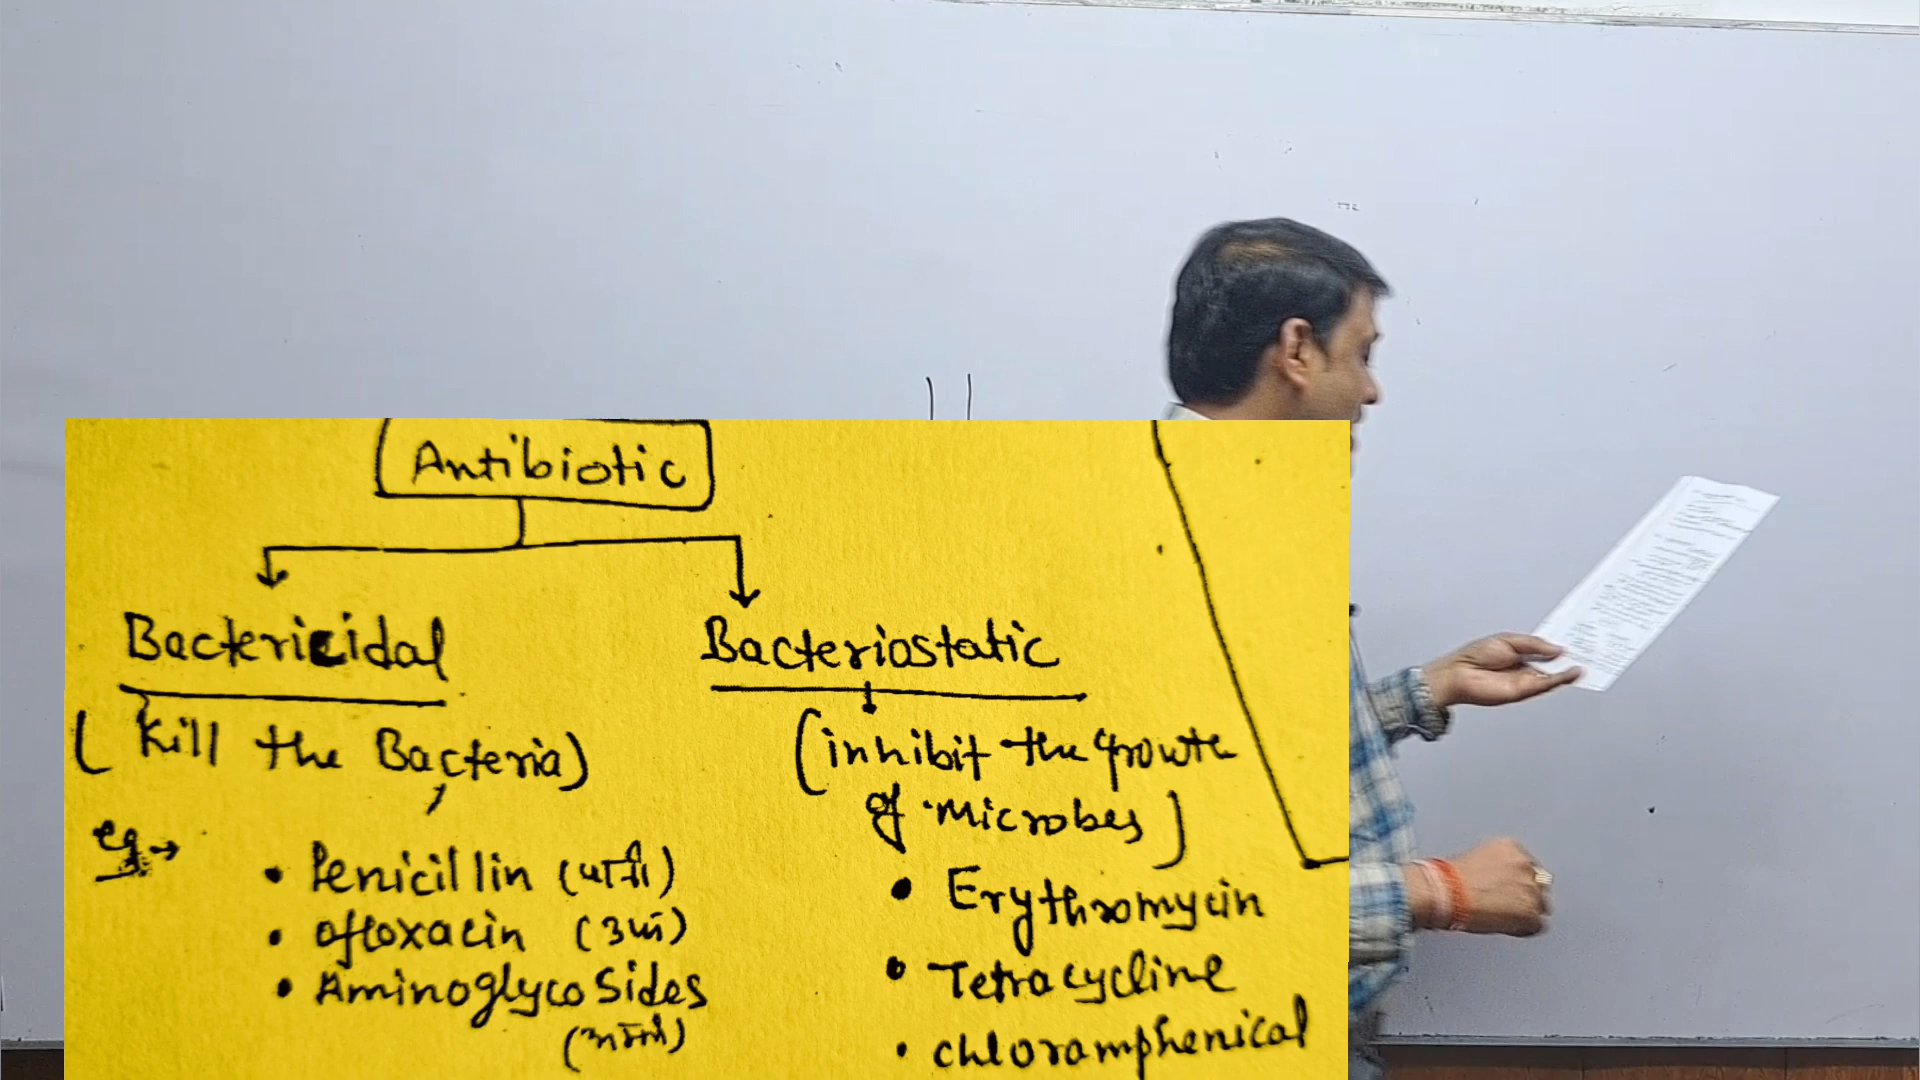 Antibiotic
Bactericidal
(Kill the Bacteria)
eg→
• Penicillin
• ofloxacin
• Aminoglycosides
Bacteriostatic
(inhibit the growth
of microbes)
• Erythromycin
• Tetracycline
• chloramphenical